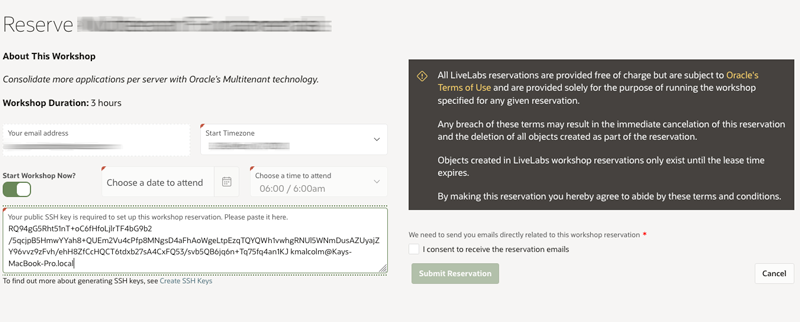 Reserve
About This Workshop
Consolidate more applications per server with Oracle's Multitenant technology.
Workshop Duration: 3 hours
Your email address
Start Timezone
Start Workshop Now?
Choose a date to attend
Choose a time to attend
06:00 / 6:00am
Your public SSH key is required to set up this workshop reservation. Please paste it here.
RQ94gG5Rht51nT+oC6fHfoLjlrTF4bG9b2
/5qcjpB5HmwYYah8+QUEm2Vu4cPfp8MNgsD4aFhAoWgeLtpEzqTQYQWh1vwhgRNUl5WNmDusAZUyajZ
Y96vvz9zFvh/ehH8ZfCcHQCT6tdxb27sA4CxFQ53/svb5QB6jq6n+Tq75fq4an1KJ kmalcolm@Kays-
MacBook-Pro.local
To find out more about generating SSH keys, see Create SSH Keys
All LiveLabs reservations are provided free of charge but are subject to Oracle's
Terms of Use and are provided solely for the purpose of running the workshop
specified for any given reservation.
Any breach of these terms may result in the immediate cancelation of this reservation
and the deletion of all objects created as part of the reservation.
Objects created in LiveLabs workshop reservations only exist until the lease time
expires.
By making this reservation you hereby agree to abide by these terms and conditions.
We need to send you emails directly related to this workshop reservation *
I consent to receive the reservation emails
Submit Reservation
Cancel